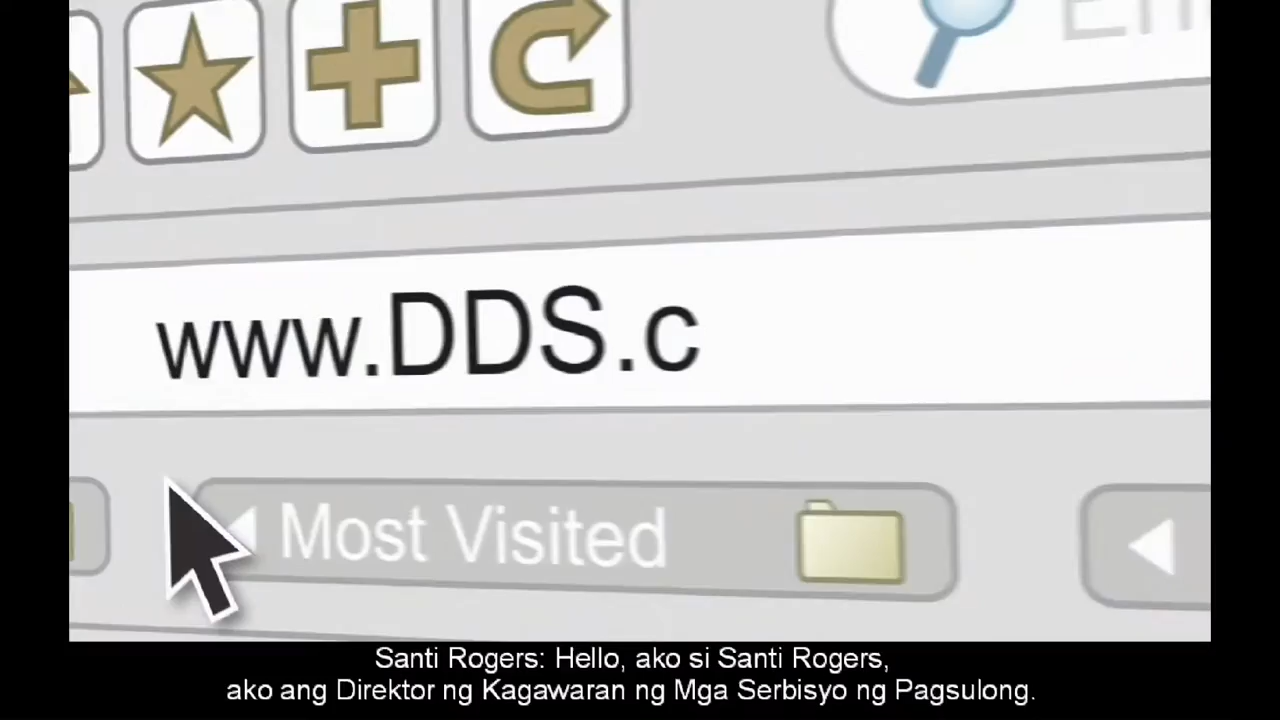 www.DDS.c
Most Visited
Santi Rogers: Hello, ako si Santi Rogers,
ako ang Direktor ng Kagawaran ng Mga Serbisyo ng Pagsulong.